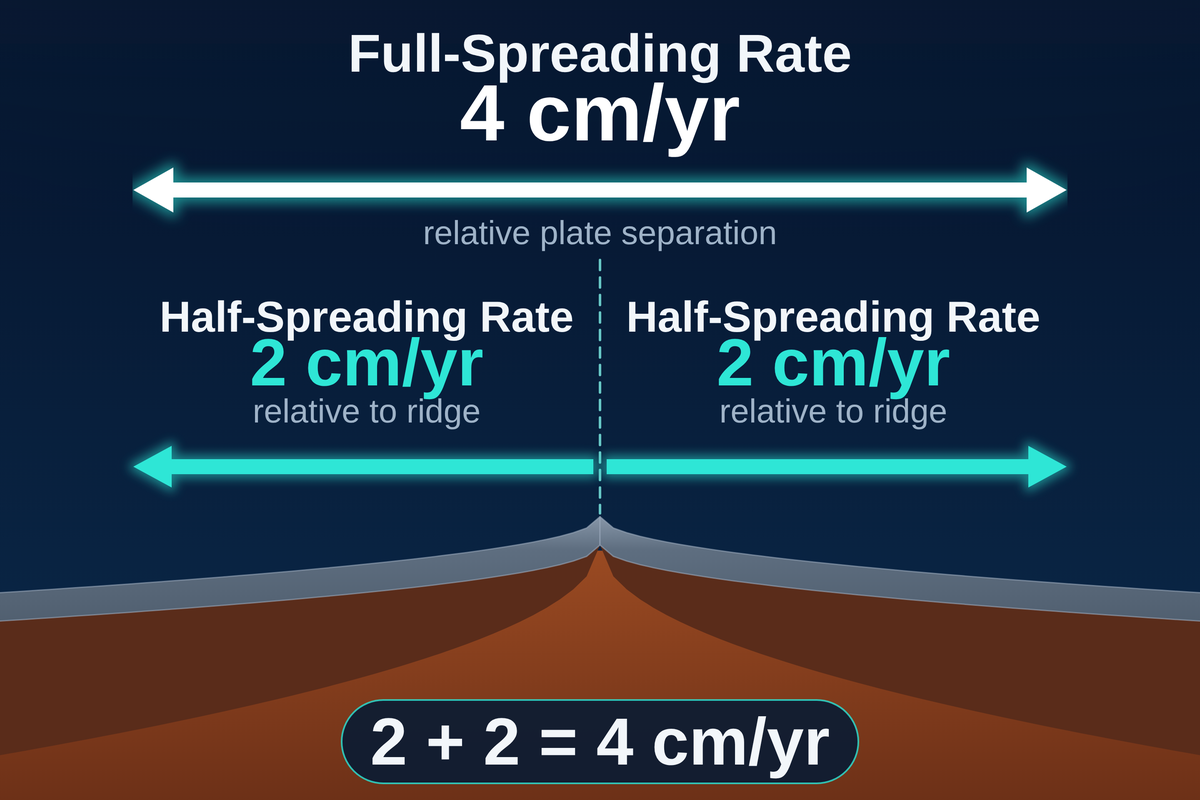 Full-Spreading Rate
4 cm/yr
relative plate separation
Half-Spreading Rate
2 cm/yr
relative to ridge
Half-Spreading Rate
2 cm/yr
relative to ridge
2 + 2 = 4 cm/yr